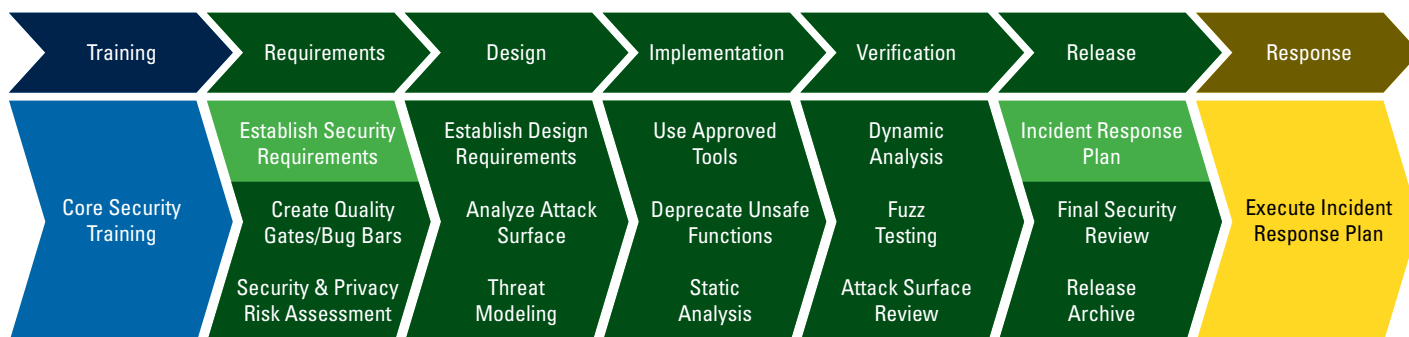 Training
Requirements
Design
Implementation
Verification
Release
Response
Core Security
Training
Establish Security
Requirements
Create Quality
Gates/Bug Bars
Security & Privacy
Risk Assessment
Establish Design
Requirements
Analyze Attack
Surface
Threat
Modeling
Use Approved
Tools
Deprecate Unsafe
Functions
Static
Analysis
Dynamic
Analysis
Fuzz
Testing
Attack Surface
Review
Incident Response
Plan
Final Security
Review
Release
Archive
Execute Incident
Response Plan